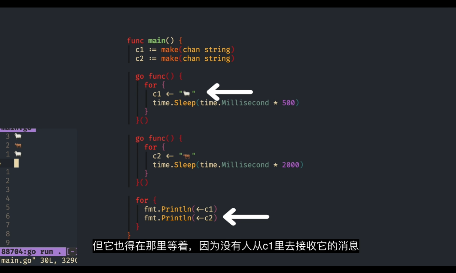 func main() {
c1 := make(chan string)
c2 := make(chan string)
go func() {
for {
c1 <- "🐑"
time.Sleep(time.Millisecond * 500)
}
}()
go func() {
for {
c2 <- "🐂"
time.Sleep(time.Millisecond * 2000)
}
}()
for {
fmt.Println(<-c1)
fmt.Println(<-c2)
}
}
main.go
3
2
1
1
2
3
4
5
6
7
8
9
88704:go run . [-]
main.go" 30L, 329C
但它也得在那里等着，因为没有人从c1里去接收它的消息